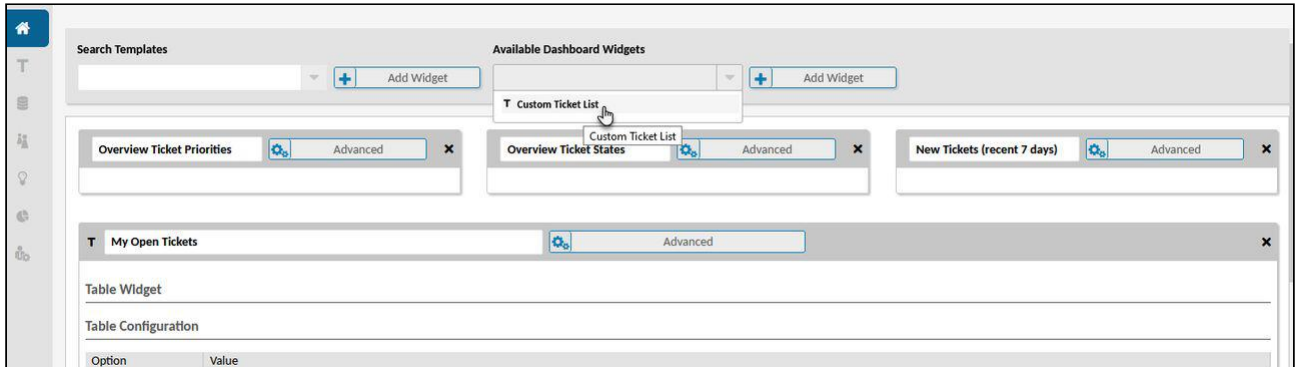 Search Templates
Available Dashboard Widgets
Add Widget
Add Widget
T Custom Ticket List
Custom Ticket List
Overview Ticket Priorities
Advanced
Overview Ticket States
Advanced
New Tickets (recent 7 days)
Advanced
T My Open Tickets
Advanced
Table Widget
Table Configuration
Option Value